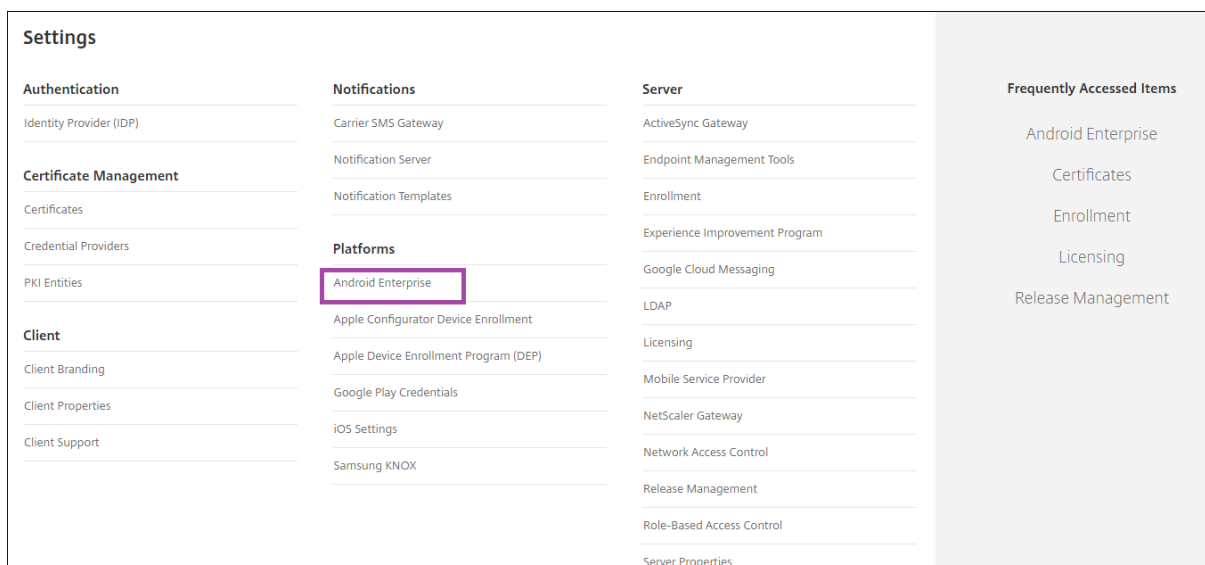 Settings
Authentication
Identity Provider (IDP)
Certificate Management
Certificates
Credential Providers
PKI Entities
Client
Client Branding
Client Properties
Client Support
Notifications
Carrier SMS Gateway
Notification Server
Notification Templates
Platforms
Android Enterprise
Apple Configurator Device Enrollment
Apple Device Enrollment Program (DEP)
Google Play Credentials
iOS Settings
Samsung KNOX
Server
ActiveSync Gateway
Endpoint Management Tools
Enrollment
Experience Improvement Program
Google Cloud Messaging
LDAP
Licensing
Mobile Service Provider
NetScaler Gateway
Network Access Control
Release Management
Role-Based Access Control
Server Properties
Frequently Accessed Items
Android Enterprise
Certificates
Enrollment
Licensing
Release Management